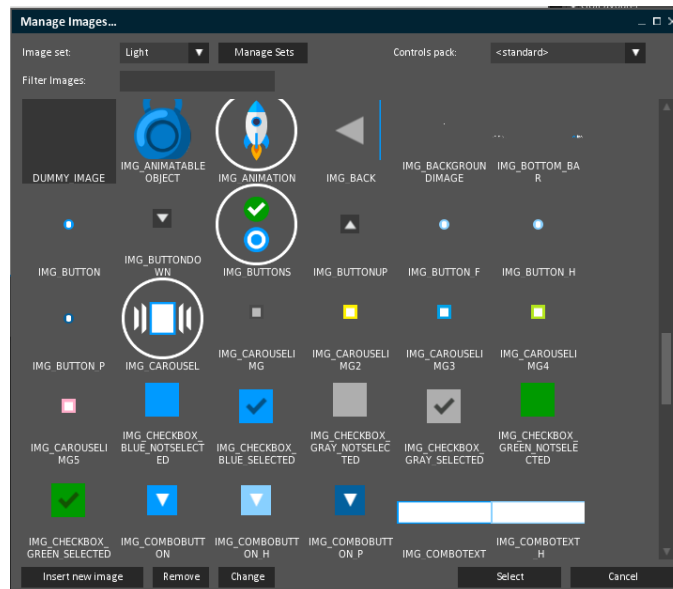 Manage Images...
Image set:
Light
Manage Sets
Controls pack:
<standard>
Filter Images:
DUMMY IMAGE
IMG_ANIMATABLE
OBJECT
IMG_ANIMATION
IMG_BACK
IMG_BACKGROUN
DIMAGE
IMG_BOTTOM_BA
R
IMG_BUTTON
IMG_BUTTONDO
WN
IMG_BUTTONS
IMG_BUTTONUP
IMG_BUTTON_F
IMG_BUTTON_H
IMG_BUTTON_P
IMG_CAROUSEL
IMG_CAROUSELI
MG
IMG_CAROUSELI
MG2
IMG_CAROUSELI
MG3
IMG_CAROUSELI
MG4
IMG_CAROUSELI
MG5
IMG_CHECKBOX_
BLUE_NOTSELECT
ED
IMG_CHECKBOX_
BLUE_SELECTED
IMG_CHECKBOX_
GRAY_NOTSELEC
TED
IMG_CHECKBOX_
GRAY_SELECTED
IMG_CHECKBOX_
GREEN_NOTSELE
CTED
IMG_CHECKBOX_
GREEN_SELECTED
IMG_COMBOBUTT
ON
IMG_COMBOBUTT
ON_H
IMG_COMBOBUTT
ON_P
IMG_COMBOTEXT
IMG_COMBOTEXT_
H
Insert new image
Remove
Change
Select
Cancel